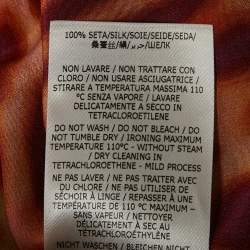 100% SETA/SILK/SOIE/SEIDE/SEDA/
桑蚕丝/絹/حرير/ШЕЛК
NON LAVARE / NON TRATTARE CON
CLORO / NON USARE ASCIUGATRICE /
STIRARE A TEMPERATURA MASSIMA 110
°C SENZA VAPORE / LAVARE
DELICATAMENTE A SECCO IN
TETRACLOROETILENE
DO NOT WASH / DO NOT BLEACH / DO
NOT TUMBLE DRY / IRONING MAXIMUM
TEMPERATURE 110°C - WITHOUT STEAM
/ DRY CLEANING IN
TETRACHLOROETHENE - MILD PROCESS
NE PAS LAVER / NE PAS TRAITER AVEC
DU CHLORE / PAS UTILISER DE
SÉCHOIR À LINGE / REPASSER À UNE
TEMPÉRATURE DE 110 °C MAXIMUM –
SANS VAPEUR / NETTOYER
DÉLICATEMENT À SEC AU
TÉTRACHLOROÉTHYLÈNE
NICHT WASCHEN / BLEICHEN NICHT